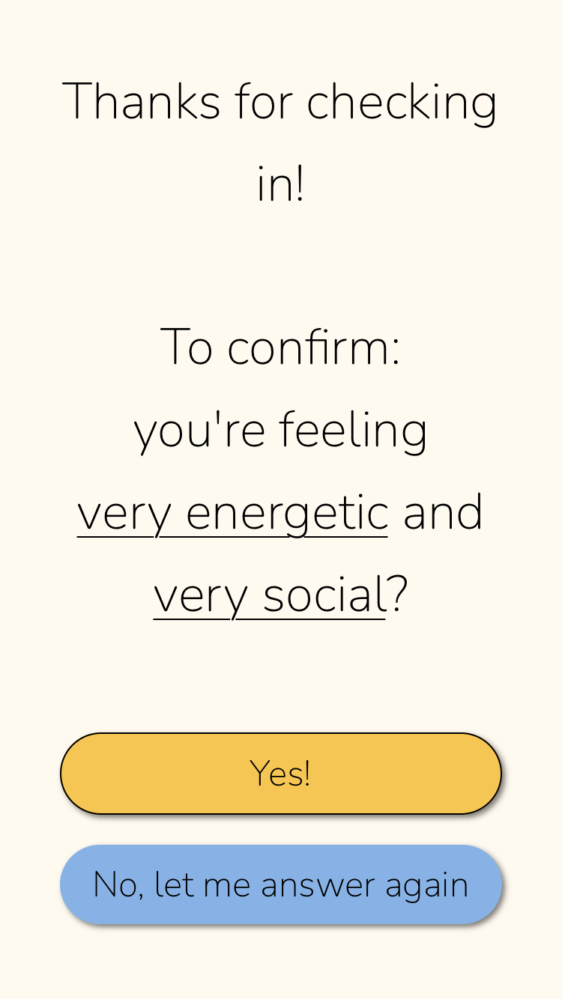 Thanks for checking
in!
To confirm:
you're feeling
very energetic and
very social?
Yes!
No, let me answer again